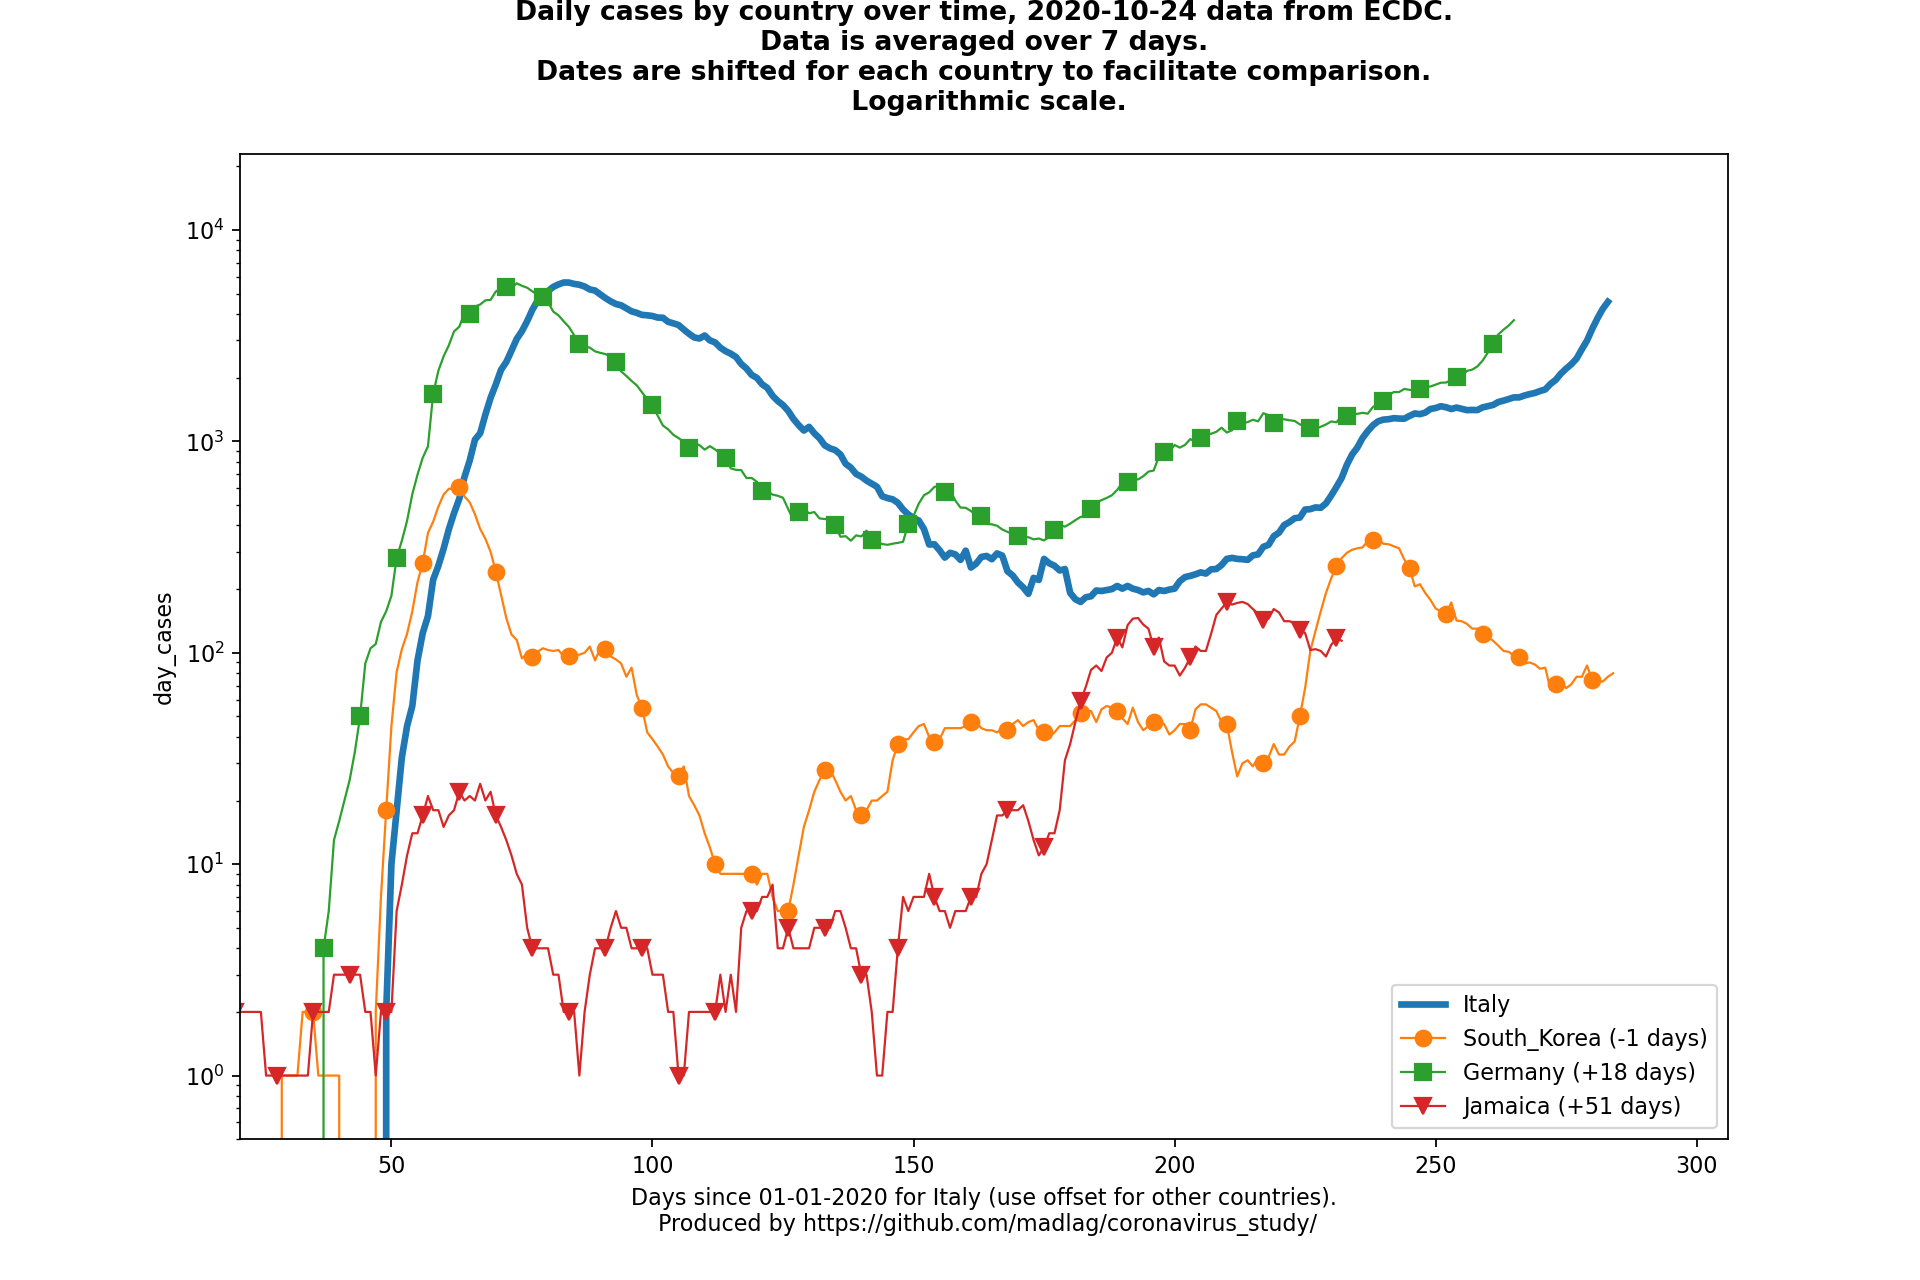 Daily cases by country over time, 2020-10-24 data from ECDC.
Data is averaged over 7 days.
Dates are shifted for each country to facilitate comparison.
Logarithmic scale.
10^4
10^3
10^2
10^1
10^0
day_cases
50 100 150 200 250 300
Italy
South_Korea (-1 days)
Germany (+18 days)
Jamaica (+51 days)
Days since 01-01-2020 for Italy (use offset for other countries).
Produced by https://github.com/madlag/coronavirus_study/